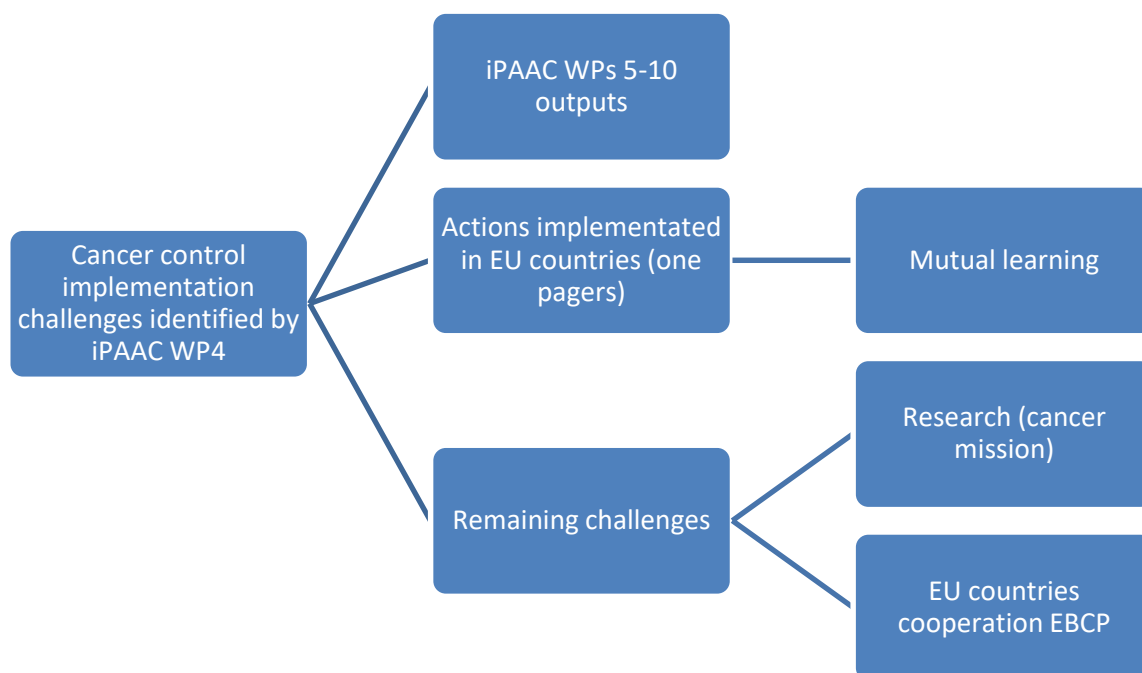 iPAAC WPs 5-10
outputs
Cancer control
implementation
challenges identified by
iPAAC WP4
Actions implementated
in EU countries (one
pagers)
Mutual learning
Remaining challenges
Research (cancer
mission)
EU countries
cooperation EBCP